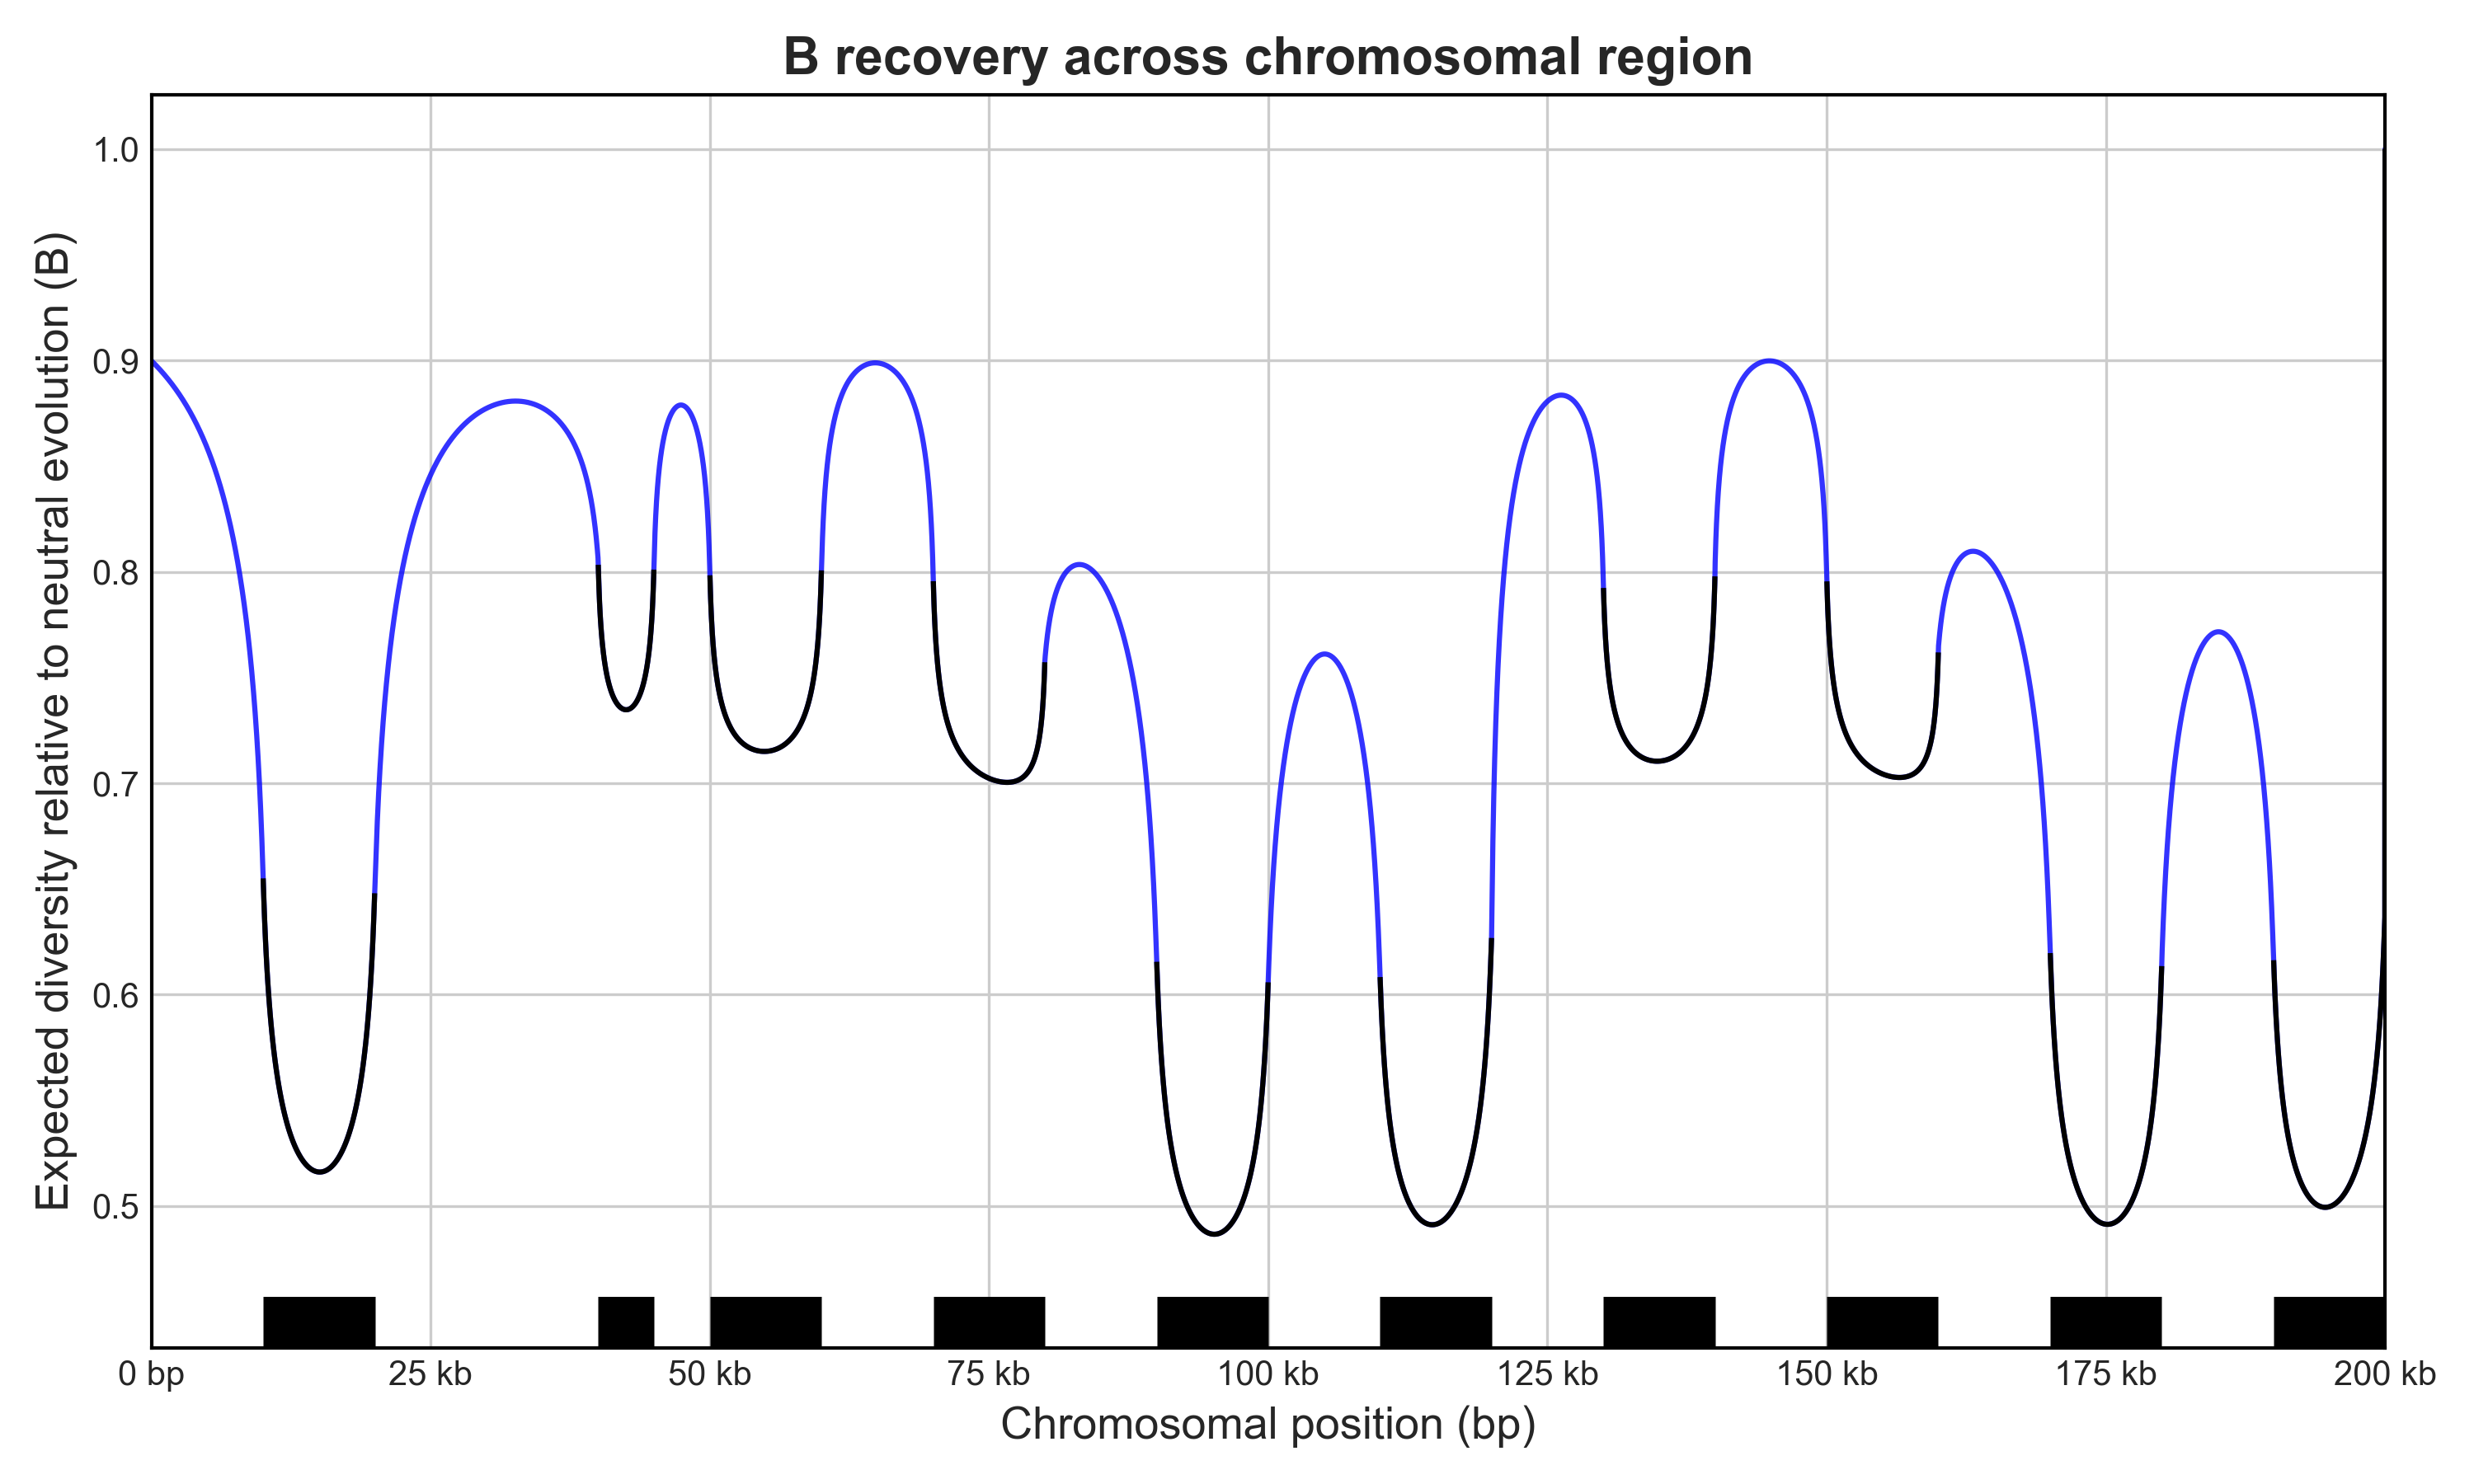 B recovery across chromosomal region
Expected diversity relative to neutral evolution (B)
1.0
0.9
0.8
0.7
0.6
0.5
0 bp 25 kb 50 kb 75 kb 100 kb 125 kb 150 kb 175 kb 200 kb
Chromosomal position (bp)